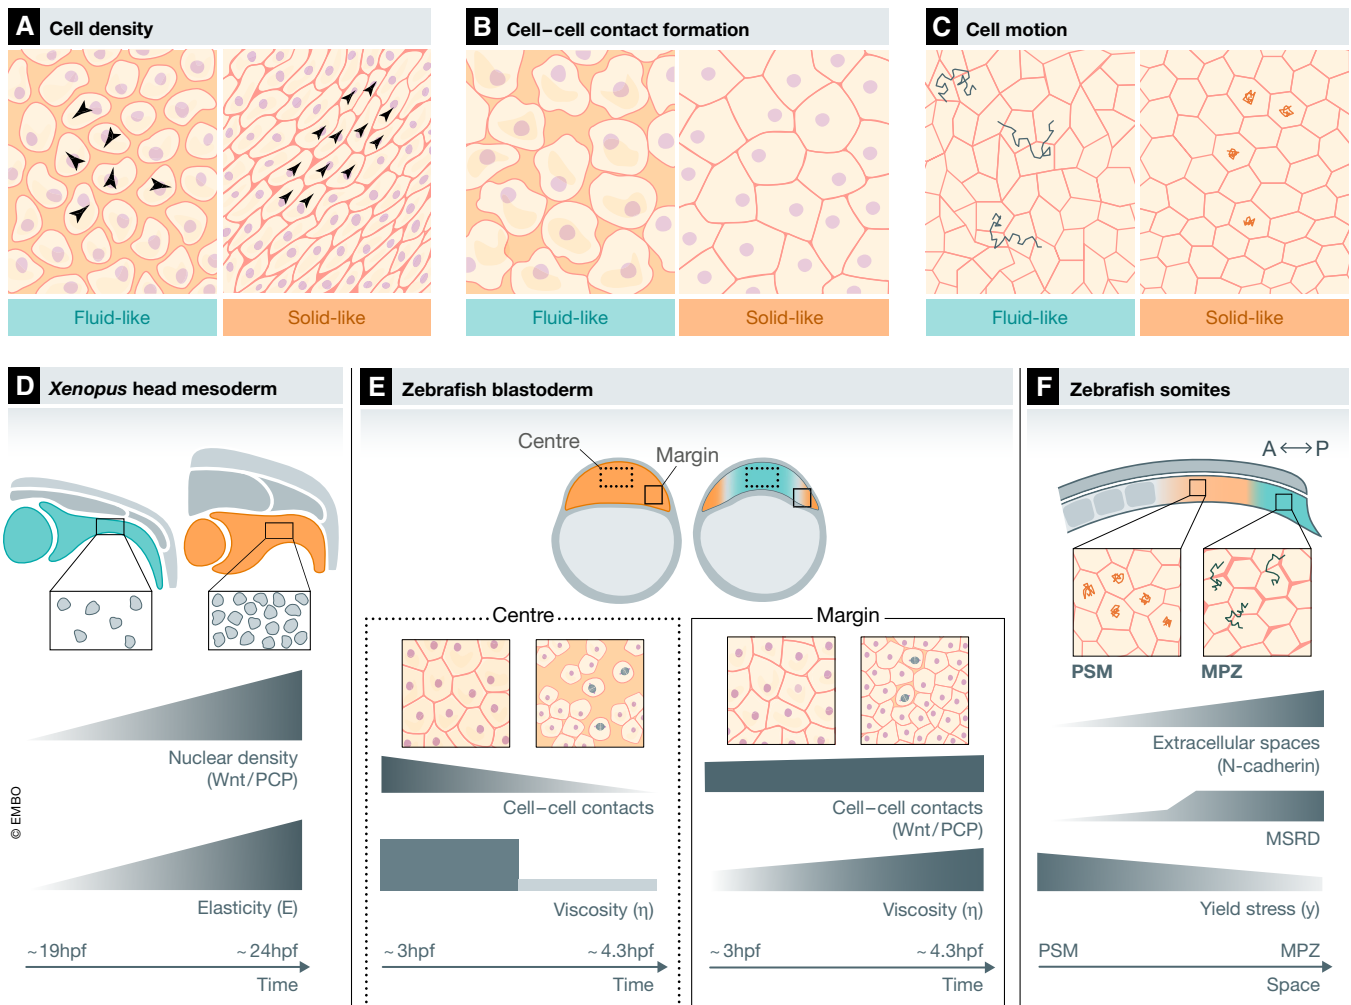 A Cell density
Fluid-like
Solid-like
B Cell–cell contact formation
Fluid-like
Solid-like
C Cell motion
Fluid-like
Solid-like
D Xenopus head mesoderm
Nuclear density
(Wnt/PCP)
Elasticity (E)
~19hpf
~24hpf
Time
© EMBO
E Zebrafish blastoderm
Centre
Margin
Centre
Cell–cell contacts
Viscosity (η)
~3hpf
~4.3hpf
Time
Margin
Cell–cell contacts
(Wnt/PCP)
Viscosity (η)
~3hpf
~4.3hpf
Time
F Zebrafish somites
A ⟷ P
PSM
MPZ
Extracellular spaces
(N-cadherin)
MSRD
Yield stress (y)
PSM
MPZ
Space